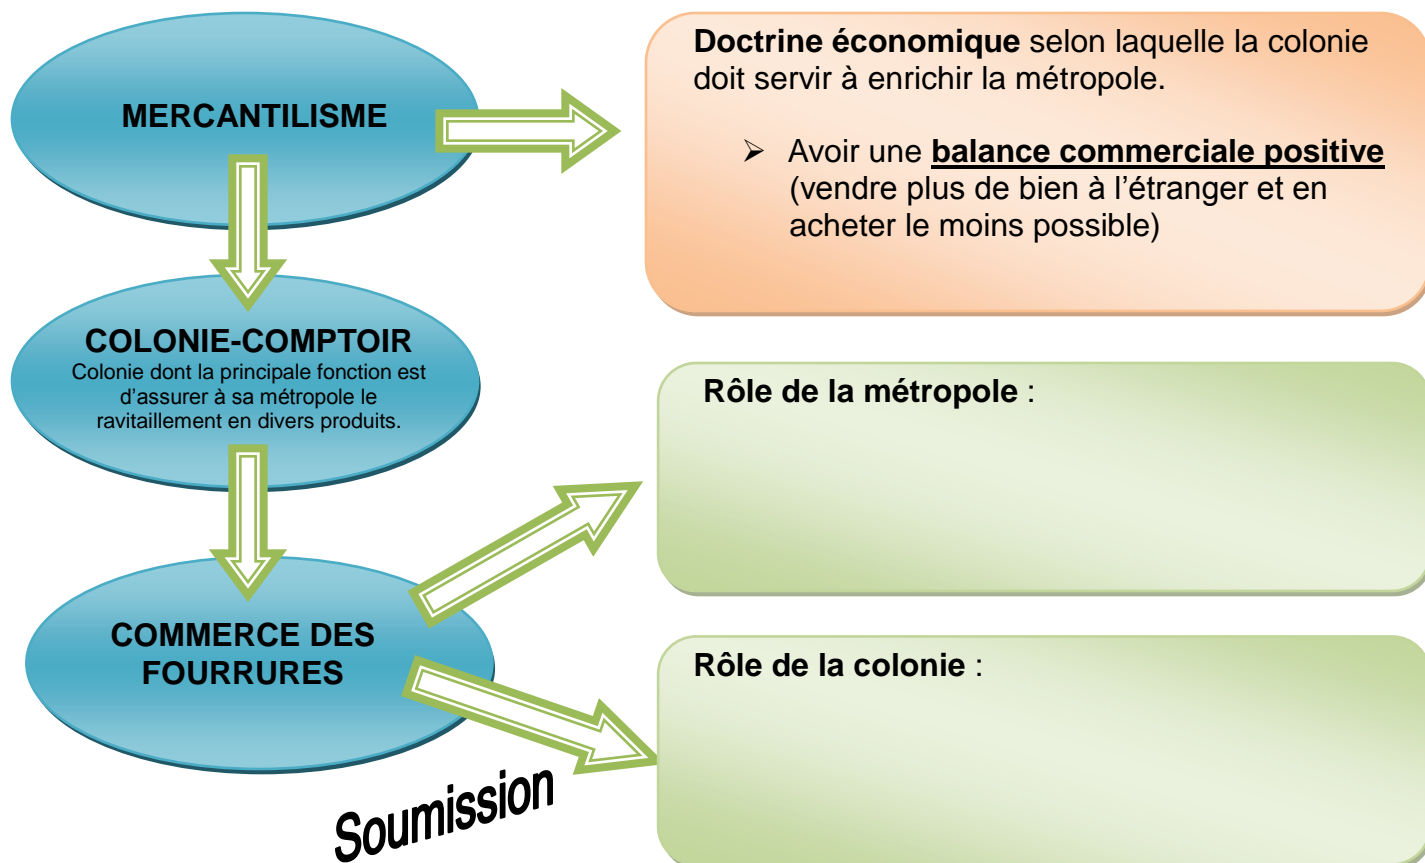 MERCANTILISME
Doctrine économique selon laquelle la colonie
doit servir à enrichir la métropole.
➢ Avoir une balance commerciale positive
(vendre plus de bien à l’étranger et en
acheter le moins possible)
COLONIE-COMPTOIR
Colonie dont la principale fonction est
d’assurer à sa métropole le
ravitaillement en divers produits.
Rôle de la métropole :
COMMERCE DES
FOURRURES
Rôle de la colonie :
Soumission